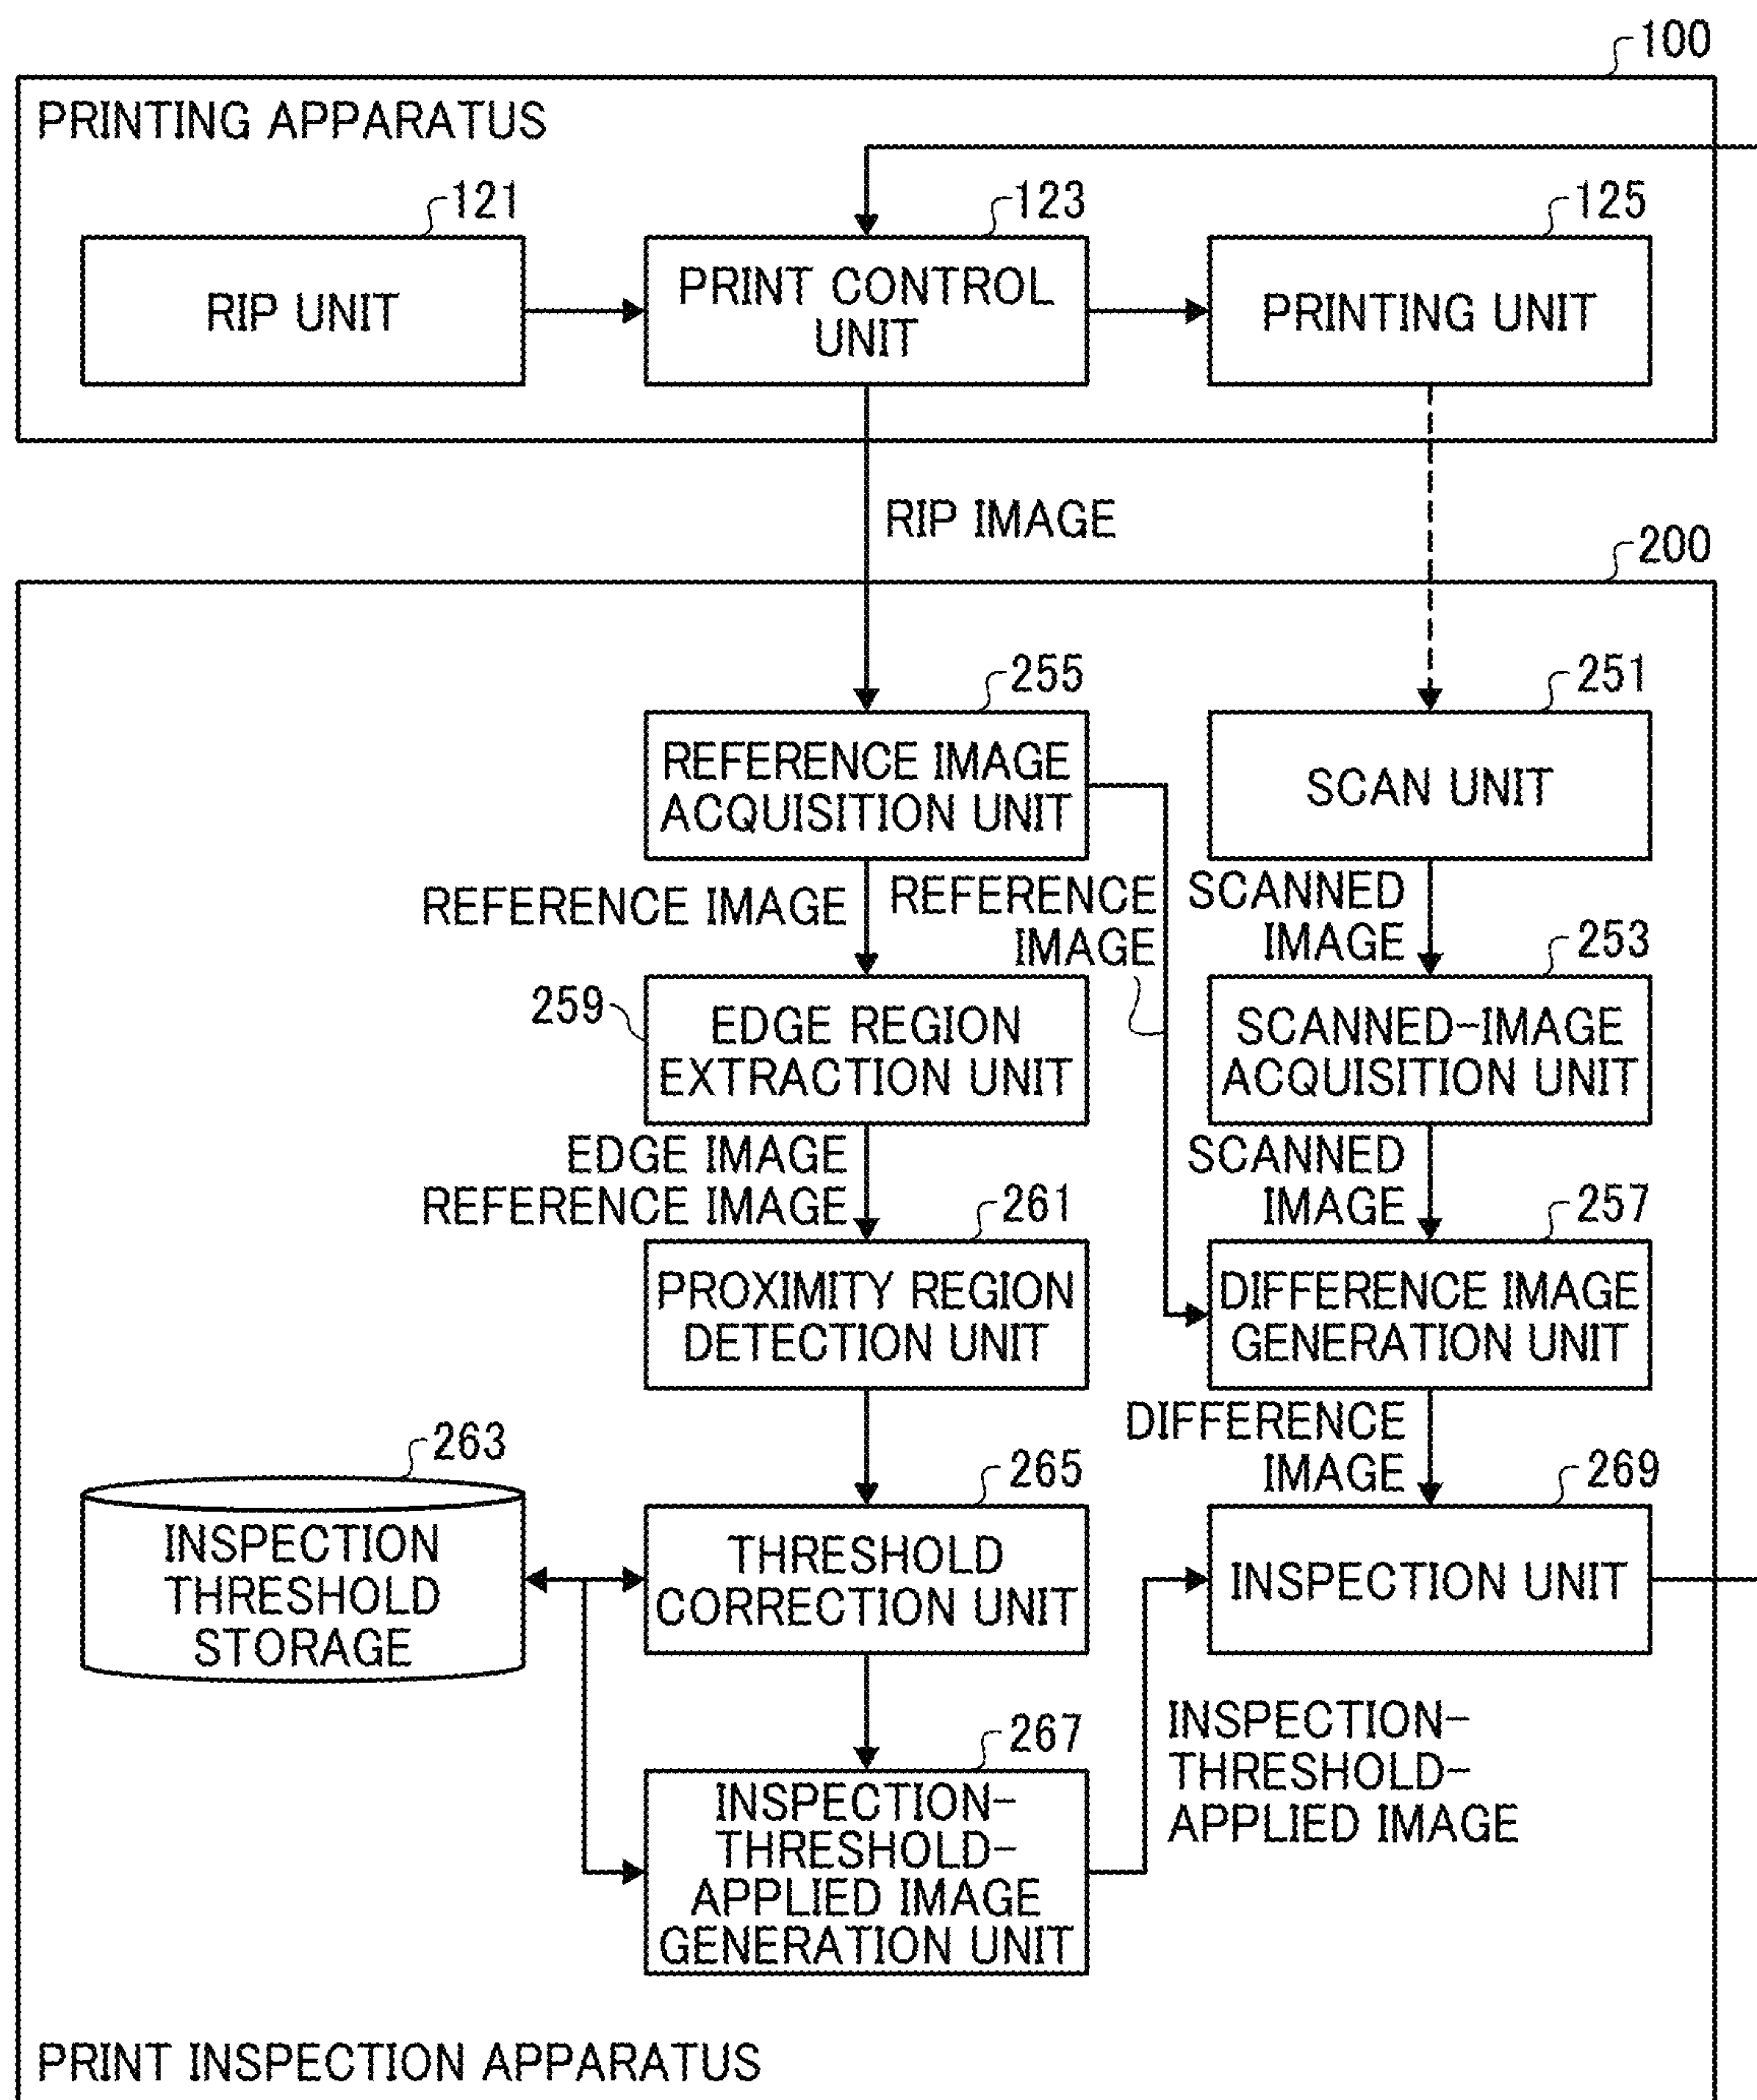 100
PRINTING APPARATUS
121
123
125
RIP UNIT
PRINT CONTROL
UNIT
PRINTING UNIT
RIP IMAGE
200
255
251
REFERENCE IMAGE
ACQUISITION UNIT
SCAN UNIT
REFERENCE IMAGE
REFERENCE
IMAGE
SCANNED
IMAGE
259
253
EDGE REGION
EXTRACTION UNIT
SCANNED-IMAGE
ACQUISITION UNIT
EDGE IMAGE
REFERENCE IMAGE
SCANNED
IMAGE
261
257
PROXIMITY REGION
DETECTION UNIT
DIFFERENCE IMAGE
GENERATION UNIT
DIFFERENCE
IMAGE
263
265
269
INSPECTION
THRESHOLD
STORAGE
THRESHOLD
CORRECTION UNIT
INSPECTION UNIT
267
INSPECTION-
THRESHOLD-
APPLIED IMAGE
GENERATION UNIT
INSPECTION-
THRESHOLD-
APPLIED IMAGE
PRINT INSPECTION APPARATUS